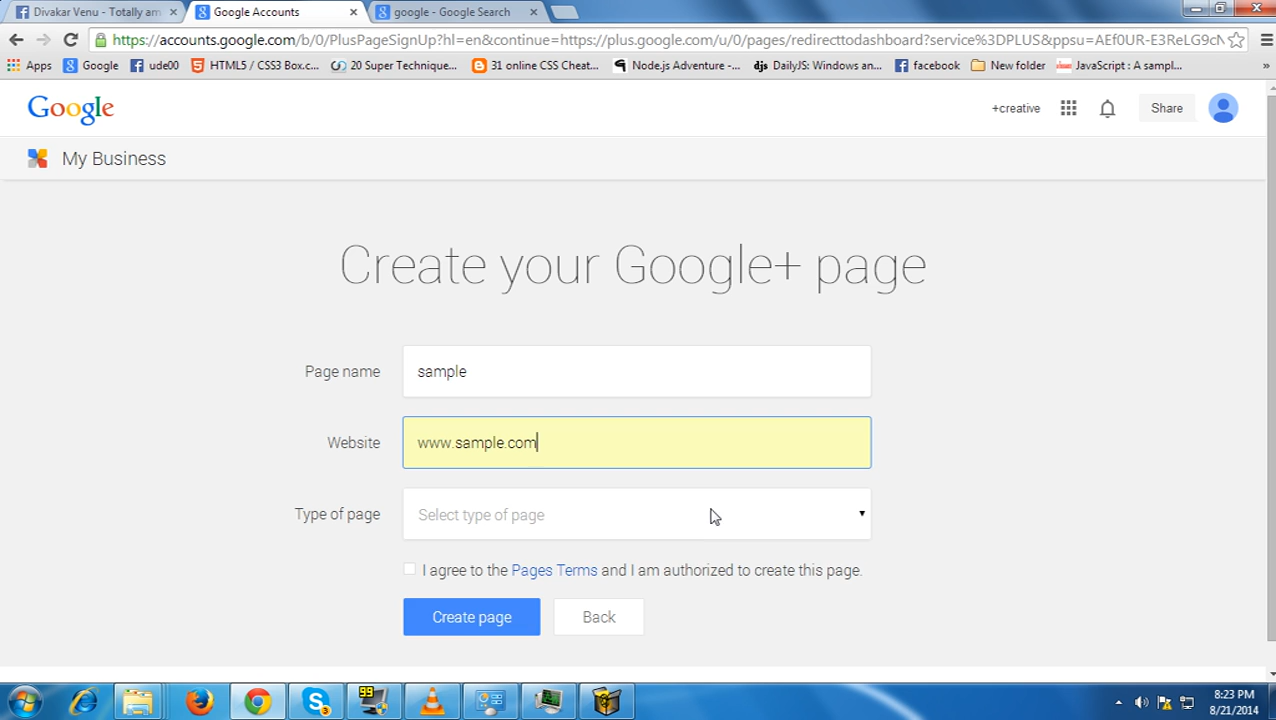 Divakar Venu - Totally am
Google Accounts
google - Google Search
https://accounts.google.com/b/0/PlusPageSignUp?hl=en&continue=https://plus.google.com/u/0/pages/redirecttodashboard?service%3DPLUS&ppsu=AEf0UR-E3ReLG9cN
Apps
Google
ude00
HTML5 / CSS3 Box.c...
20 Super Technique...
31 online CSS Cheat...
Node.js Adventure -...
djs DailyJS: Windows an...
facebook
New folder
JavaScript : A sampl...
»
Google
+creative
Share
My Business
Create your Google+ page
Page name
sample
Website
www.sample.com
Type of page
Select type of page
I agree to the Pages Terms and I am authorized to create this page.
Create page
Back
99
3
8:23 PM
8/21/2014